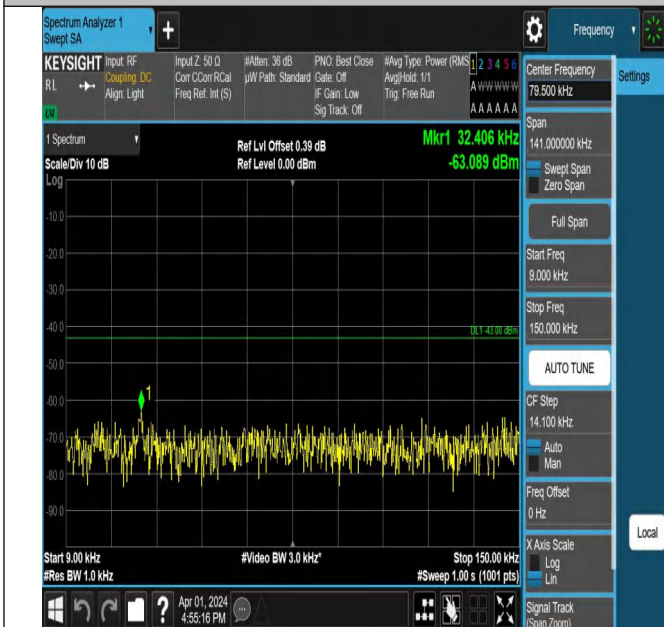 Spectrum Analyzer 1
Swept SA
+
Frequency
KEYSIGHT
RL
LXI
Input: RF
Coupling: DC
Align: Light
Input Z: 50 Ω
Corr CCorr RCal
Freq Ref: Int (S)
#Atten: 36 dB
µW Path: Standard
PNO: Best Close
Gate: Off
IF Gain: Low
Sig Track: Off
#Avg Type: Power (RMS
Avg|Hold: 1/1
Trig: Free Run
1 2 3 4 5 6
A W W W W W
A A A A A A
1 Spectrum
Scale/Div 10 dB
Log
Ref Lvl Offset 0.39 dB
Ref Level 0.00 dBm
Mkr1 32.406 kHz
-63.089 dBm
-10.0
-20.0
-30.0
-40.0
DL1 -43.00 dBm
-50.0
1
-60.0
-70.0
-80.0
-90.0
Start 9.00 kHz
#Res BW 1.0 kHz
#Video BW 3.0 kHz*
Stop 150.00 kHz
#Sweep 1.00 s (1001 pts)
?
Apr 01, 2024
4:55:16 PM
Center Frequency
79.500 kHz
Settings
Span
141.000000 kHz
Swept Span
Zero Span
Full Span
Start Freq
9.000 kHz
Stop Freq
150.000 kHz
AUTO TUNE
CF Step
14.100 kHz
Auto
Man
Freq Offset
0 Hz
X Axis Scale
Log
Lin
Local
Signal Track
(Span Zoom)